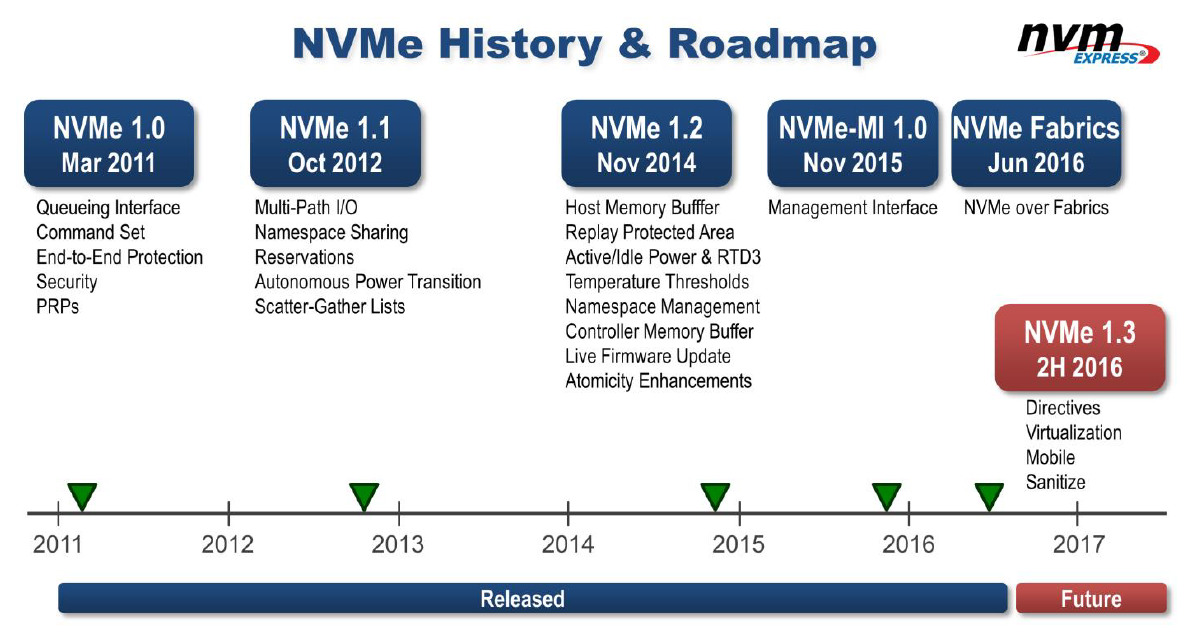 NVMe History & Roadmap
nvm
EXPRESS®
NVMe 1.0
Mar 2011
Queueing Interface
Command Set
End-to-End Protection
Security
PRPs
NVMe 1.1
Oct 2012
Multi-Path I/O
Namespace Sharing
Reservations
Autonomous Power Transition
Scatter-Gather Lists
NVMe 1.2
Nov 2014
Host Memory Bufffer
Replay Protected Area
Active/Idle Power & RTD3
Temperature Thresholds
Namespace Management
Controller Memory Buffer
Live Firmware Update
Atomicity Enhancements
NVMe-MI 1.0
Nov 2015
Management Interface
NVMe Fabrics
Jun 2016
NVMe over Fabrics
NVMe 1.3
2H 2016
Directives
Virtualization
Mobile
Sanitize
2011
2012
2013
2014
2015
2016
2017
Released
Future